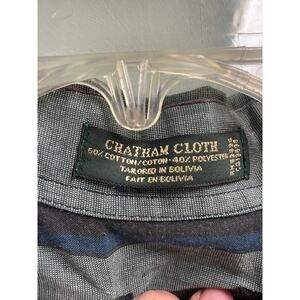 CHATHAM CLOTH
60% COTTON/COTON-40% POLYESTER
TAILORED IN BOLIVIA
FAIT EN BOLIVIA